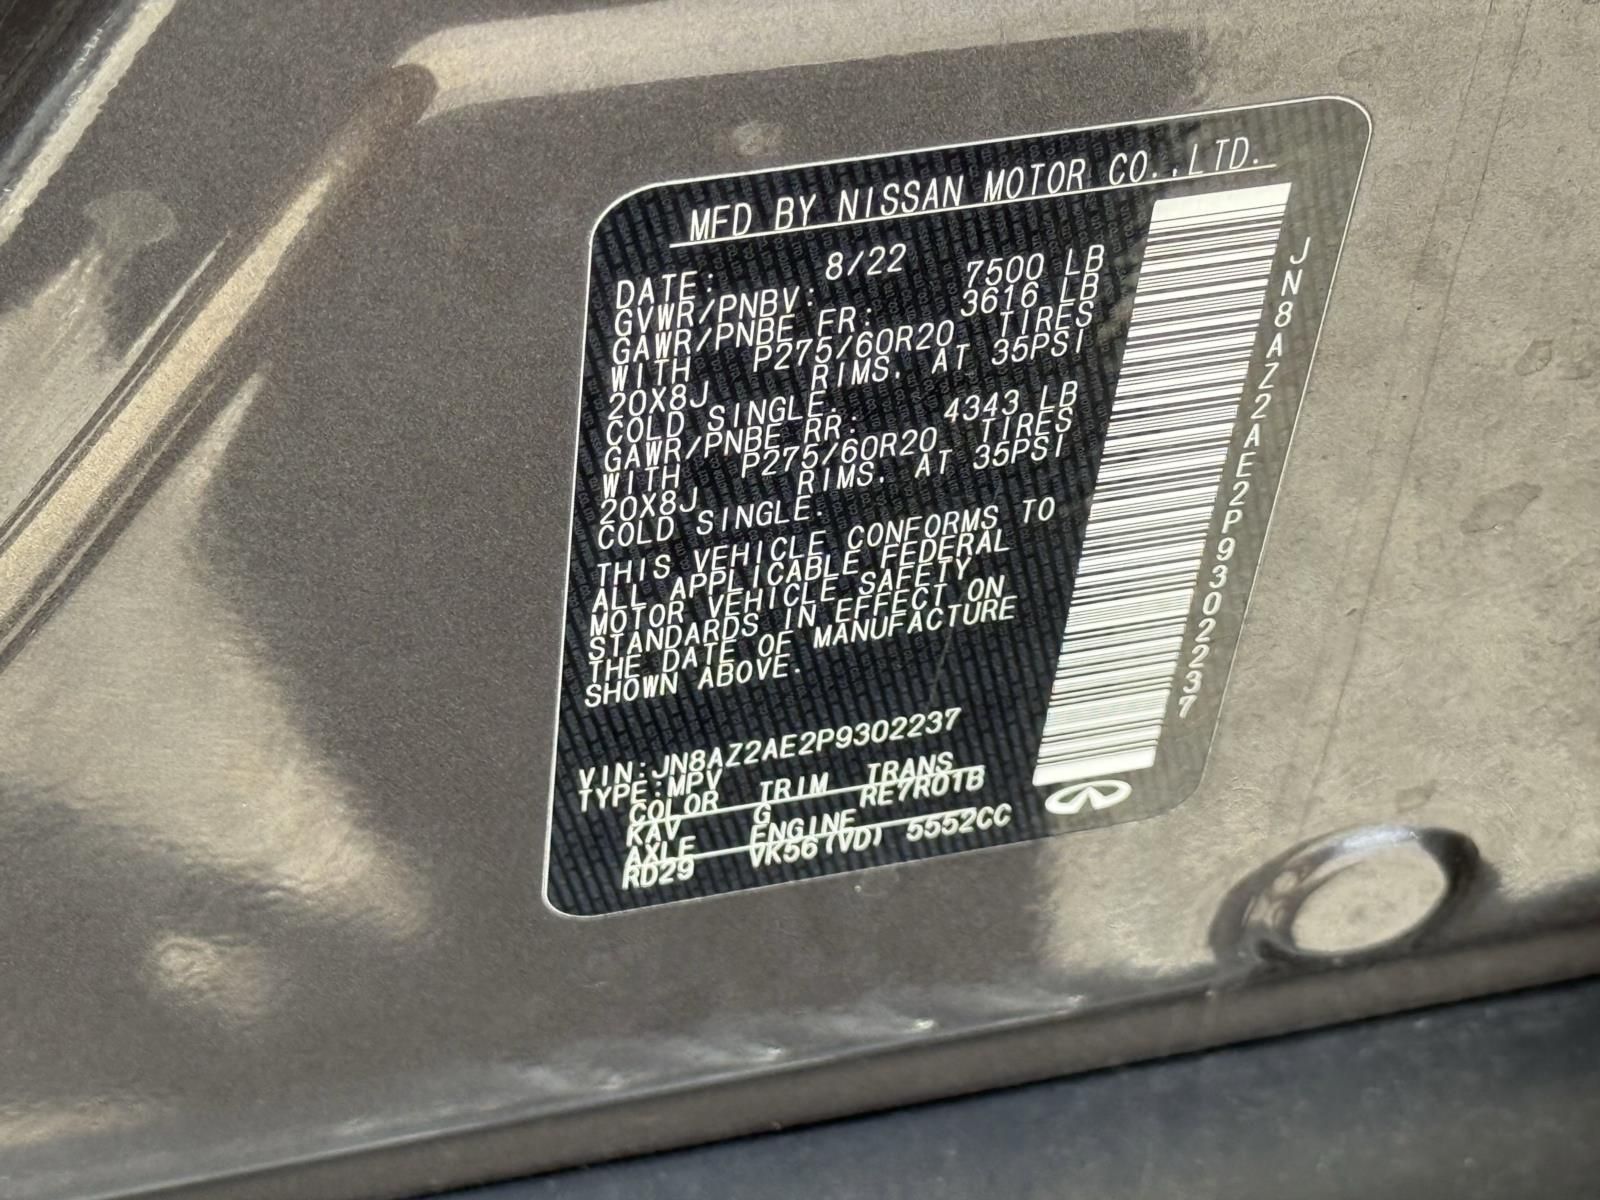 MFD BY NISSAN MOTOR CO.,LTD.
DATE: 8/22
GVWR/PNBV: 7500 LB
GAWR/PNBE FR: 3616 LB
WITH P275/60R20 TIRES
20X8J RIMS. AT 35PSI
COLD SINGLE.
GAWR/PNBE RR: 4343 LB
WITH P275/60R20 TIRES
20X8J RIMS. AT 35PSI
COLD SINGLE.
THIS VEHICLE CONFORMS TO
ALL APPLICABLE FEDERAL
MOTOR VEHICLE SAFETY
STANDARDS IN EFFECT ON
THE DATE OF MANUFACTURE
SHOWN ABOVE.
VIN:JN8AZ2AE2P9302237
TYPE:MPV
COLOR TRIM TRANS
KAV G RE7R01B
AXLE ENGINE
RD29 VK56(VD) 5552CC
JN8AZ2AE2P9302237